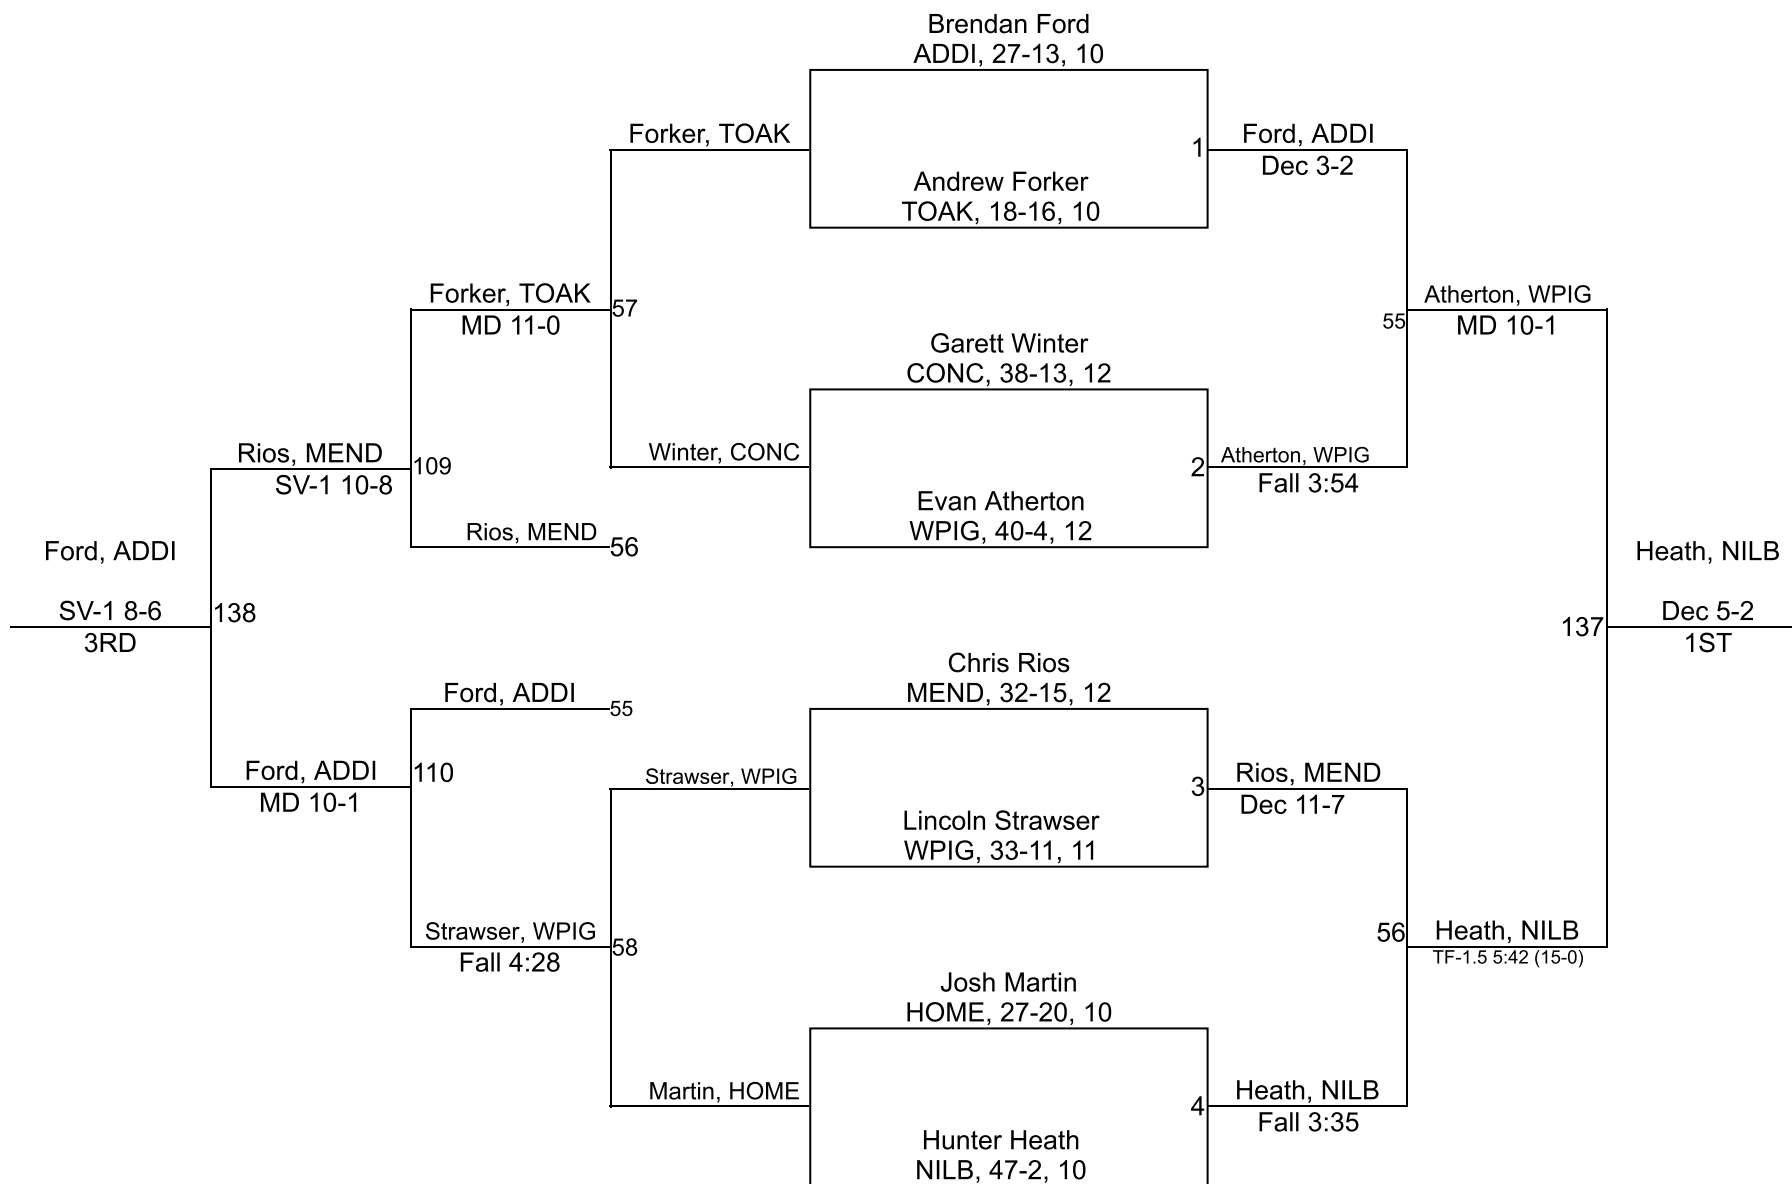 Brendan Ford
ADDI, 27-13, 10
Forker, TOAK
1
Ford, ADDI
Dec 3-2
Andrew Forker
TOAK, 18-16, 10
Forker, TOAK
MD 11-0
57
55
Atherton, WPIG
MD 10-1
Garett Winter
CONC, 38-13, 12
Rios, MEND
SV-1 10-8
109
Winter, CONC
2
Atherton, WPIG
Fall 3:54
Evan Atherton
WPIG, 40-4, 12
Rios, MEND
56
Ford, ADDI
SV-1 8-6
3RD
138
Heath, NILB
137
Dec 5-2
1ST
Chris Rios
MEND, 32-15, 12
Ford, ADDI
55
Ford, ADDI
MD 10-1
110
Strawser, WPIG
3
Rios, MEND
Dec 11-7
Lincoln Strawser
WPIG, 33-11, 11
Strawser, WPIG
Fall 4:28
58
56
Heath, NILB
TF-1.5 5:42 (15-0)
Josh Martin
HOME, 27-20, 10
Martin, HOME
4
Heath, NILB
Fall 3:35
Hunter Heath
NILB, 47-2, 10